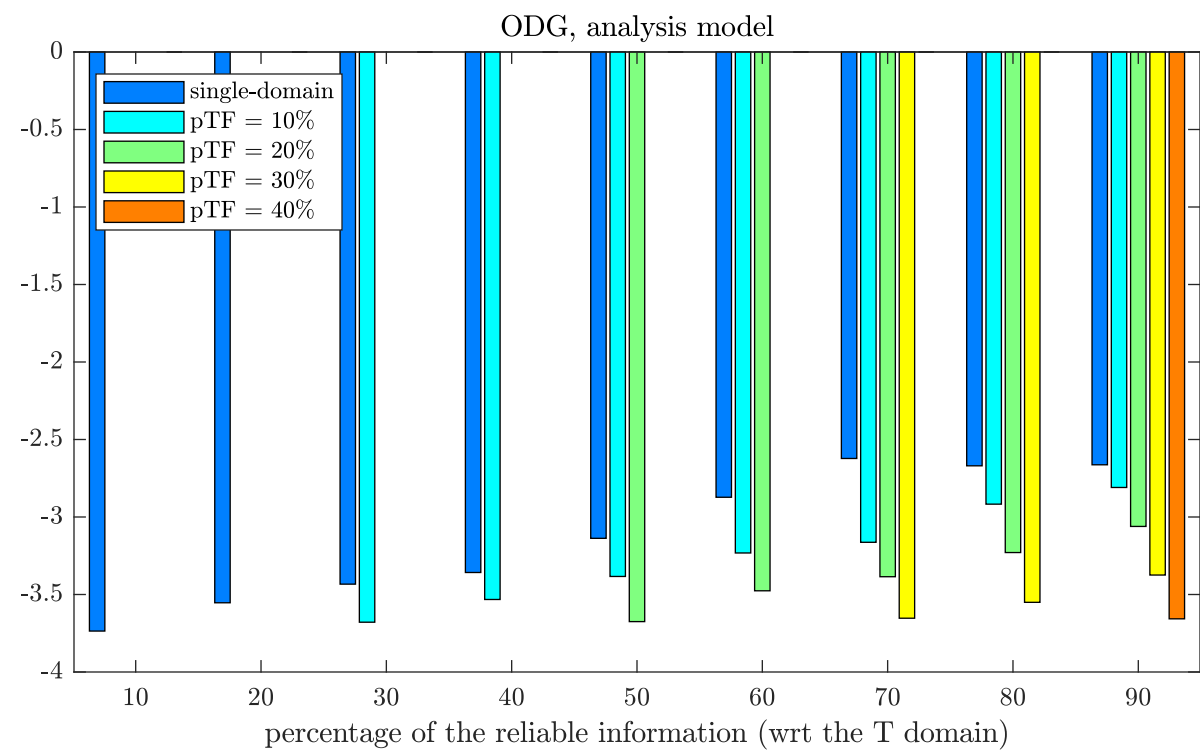 ODG, analysis model
0
-0.5
-1
-1.5
-2
-2.5
-3
-3.5
-4
single-domain
pTF = 10%
pTF = 20%
pTF = 30%
pTF = 40%
10 20 30 40 50 60 70 80 90
percentage of the reliable information (wrt the T domain)